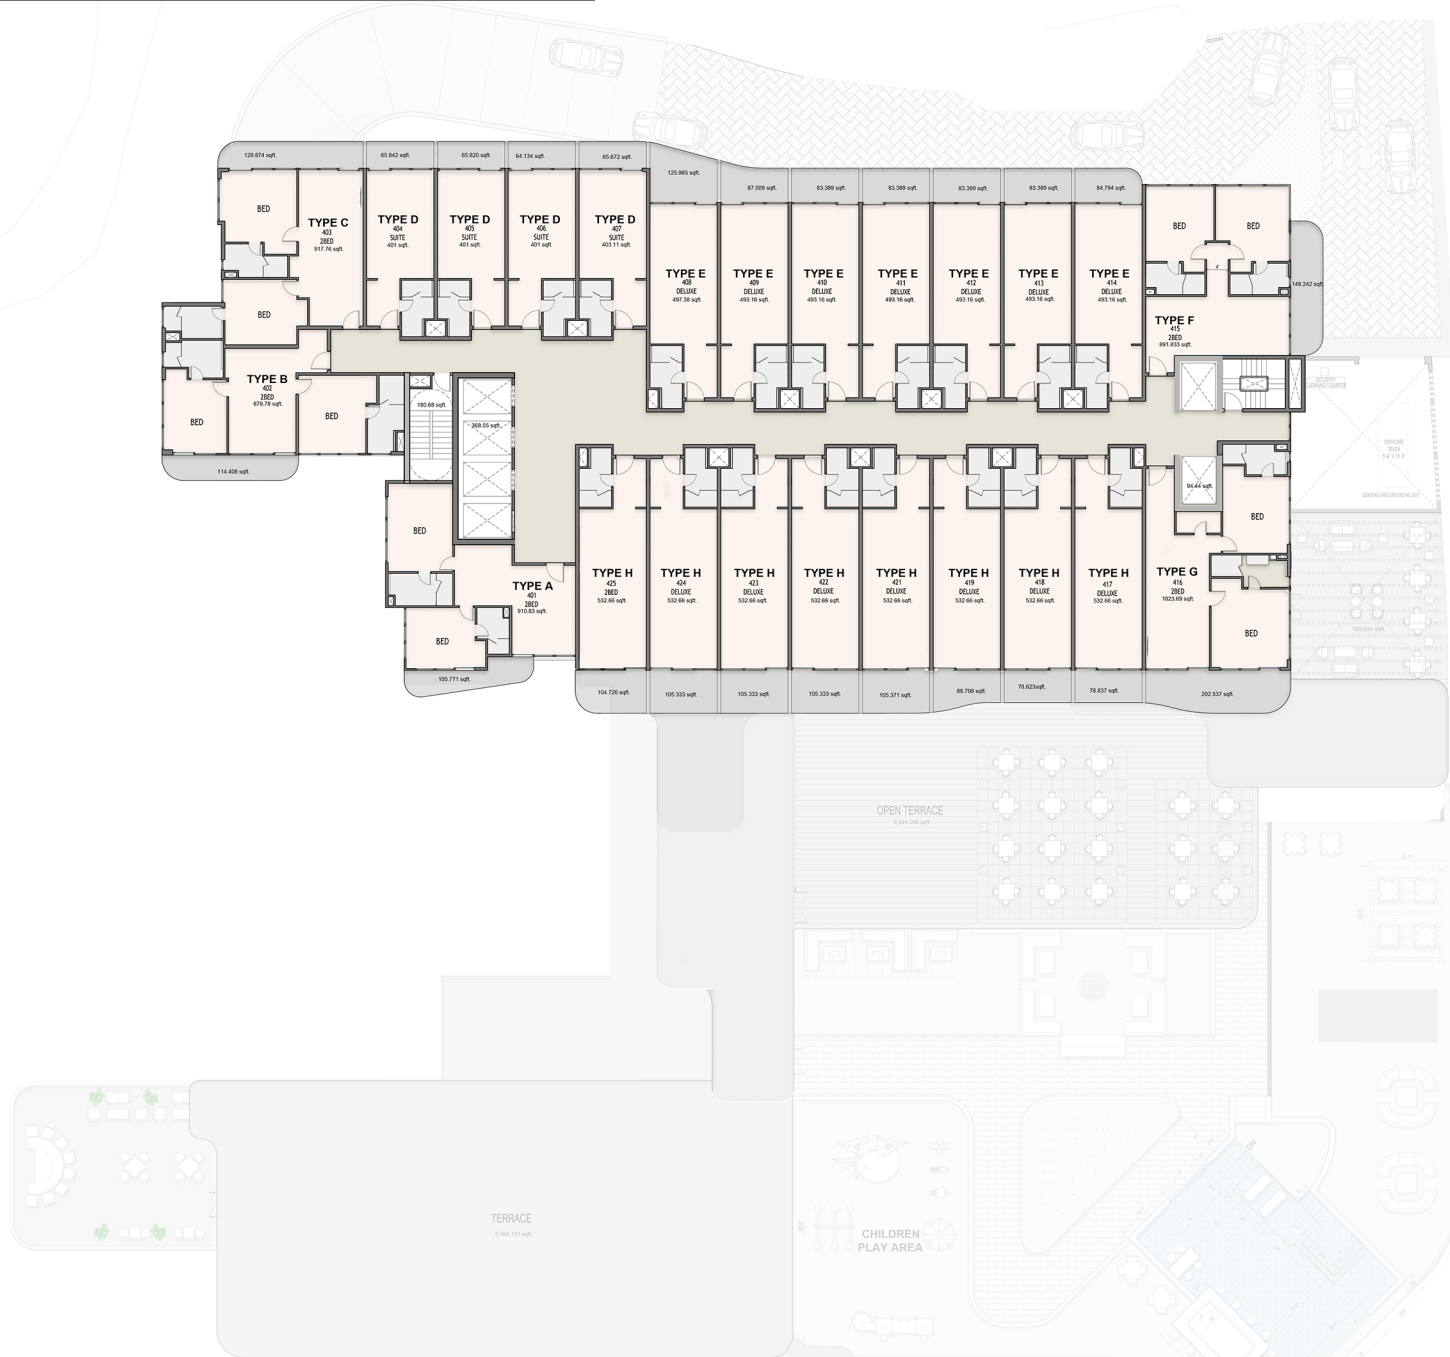 129.874 sqft.
65.842 sqft.
65.820 sqft.
64.134 sqft.
65.672 sqft.
125.965 sqft.
87.509 sqft.
83.389 sqft.
83.389 sqft.
83.389 sqft.
83.389 sqft.
84.794 sqft.
BED
TYPE C
403
2BED
917.76 sqft.
TYPE D
404
SUITE
401 sqft.
TYPE D
405
SUITE
401 sqft.
TYPE D
406
SUITE
401 sqft.
TYPE D
407
SUITE
403.11 sqft.
BED
BED
148.242 sqft.
TYPE E
408
DELUXE
497.38 sqft.
TYPE E
409
DELUXE
493.16 sqft.
TYPE E
410
DELUXE
493.16 sqft.
TYPE E
411
DELUXE
493.16 sqft.
TYPE E
412
DELUXE
493.16 sqft.
TYPE E
413
DELUXE
493.16 sqft.
TYPE E
414
DELUXE
493.16 sqft.
BED
TYPE F
415
2BED
891.833 sqft.
TYPE B
402
2BED
879.78 sqft.
BED
BED
180.68 sqft.
368.55 sqft.
SECURITY
CLEARANCE COUNTER
LOADING AND UNLOADING BAY
114.408 sqft.
94.44 sqft.
BED
BED
TYPE A
401
2BED
910.83 sqft.
BED
TYPE H
425
2BED
532.66 sqft.
TYPE H
424
DELUXE
532.66 sqft.
TYPE H
423
DELUXE
532.66 sqft.
TYPE H
422
DELUXE
532.66 sqft.
TYPE H
421
DELUXE
532.66 sqft.
TYPE H
419
DELUXE
532.66 sqft.
TYPE H
418
DELUXE
532.66 sqft.
TYPE H
417
DELUXE
532.66 sqft.
TYPE G
416
2BED
1023.69 sqft.
BED
105.771 sqft.
104.726 sqft.
105.333 sqft.
105.333 sqft.
105.333 sqft.
105.371 sqft.
88.706 sqft.
78.623sqft.
78.837 sqft.
202.537 sqft.
OPEN TERRACE
TERRACE
CHILDREN
PLAY AREA